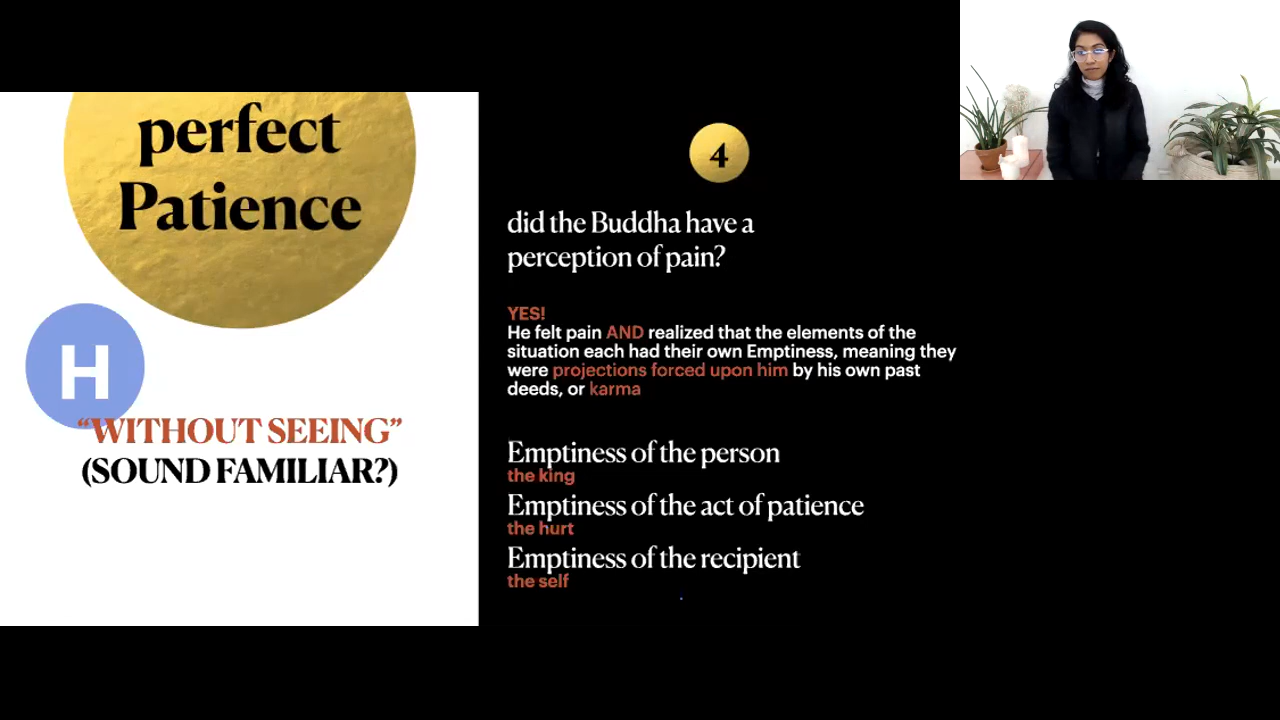 perfect
Patience
H
“WITHOUT SEEING”
(SOUND FAMILIAR?)
4
did the Buddha have a
perception of pain?
YES!
He felt pain AND realized that the elements of the
situation each had their own Emptiness, meaning they
were projections forced upon him by his own past
deeds, or karma
Emptiness of the person
the king
Emptiness of the act of patience
the hurt
Emptiness of the recipient
the self